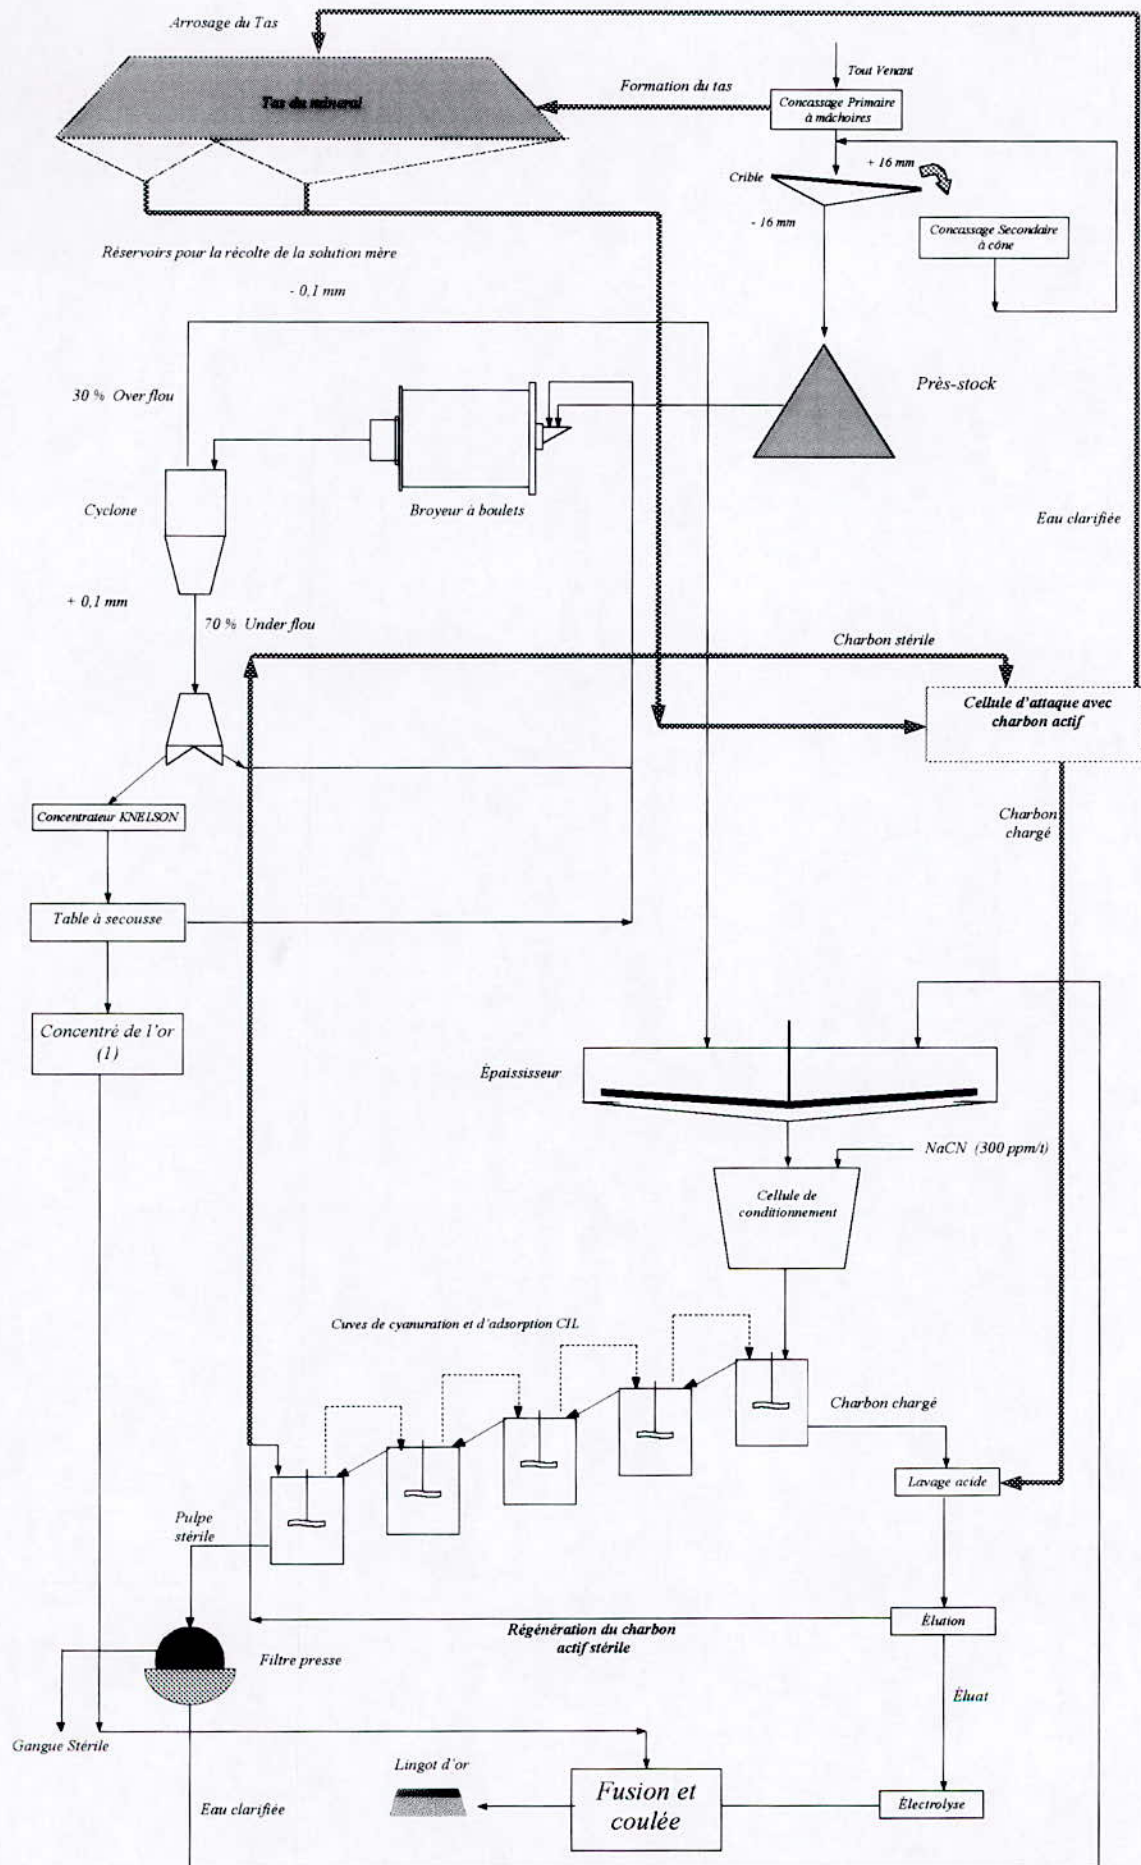 Arrosage du Tas
Tout Venant
Formation du tas
Tas du minerai
Concassage Primaire
à mâchoires
+ 16 mm
Crible
- 16 mm
Concassage Secondaire
à cône
Réservoirs pour la récolte de la solution mère
- 0,1 mm
Près-stock
30 % Over flou
Cyclone
Broyeur à boulets
Eau clarifiée
+ 0,1 mm
70 % Under flou
Charbon stérile
Cellule d'attaque avec
charbon actif
Concentrateur KNELSON
Charbon
chargé
Table à secousse
Concentré de l'or
(1)
Épaississeur
NaCN (300 ppm/t)
Cellule de
conditionnement
Cuves de cyanuration et d'adsorption CIL
Charbon chargé
Lavage acide
Pulpe
stérile
Élution
Régénération du charbon
actif stérile
Filtre presse
Éluat
Gangue Stérile
Lingot d'or
Fusion et
coulée
Électrolyse
Eau clarifiée